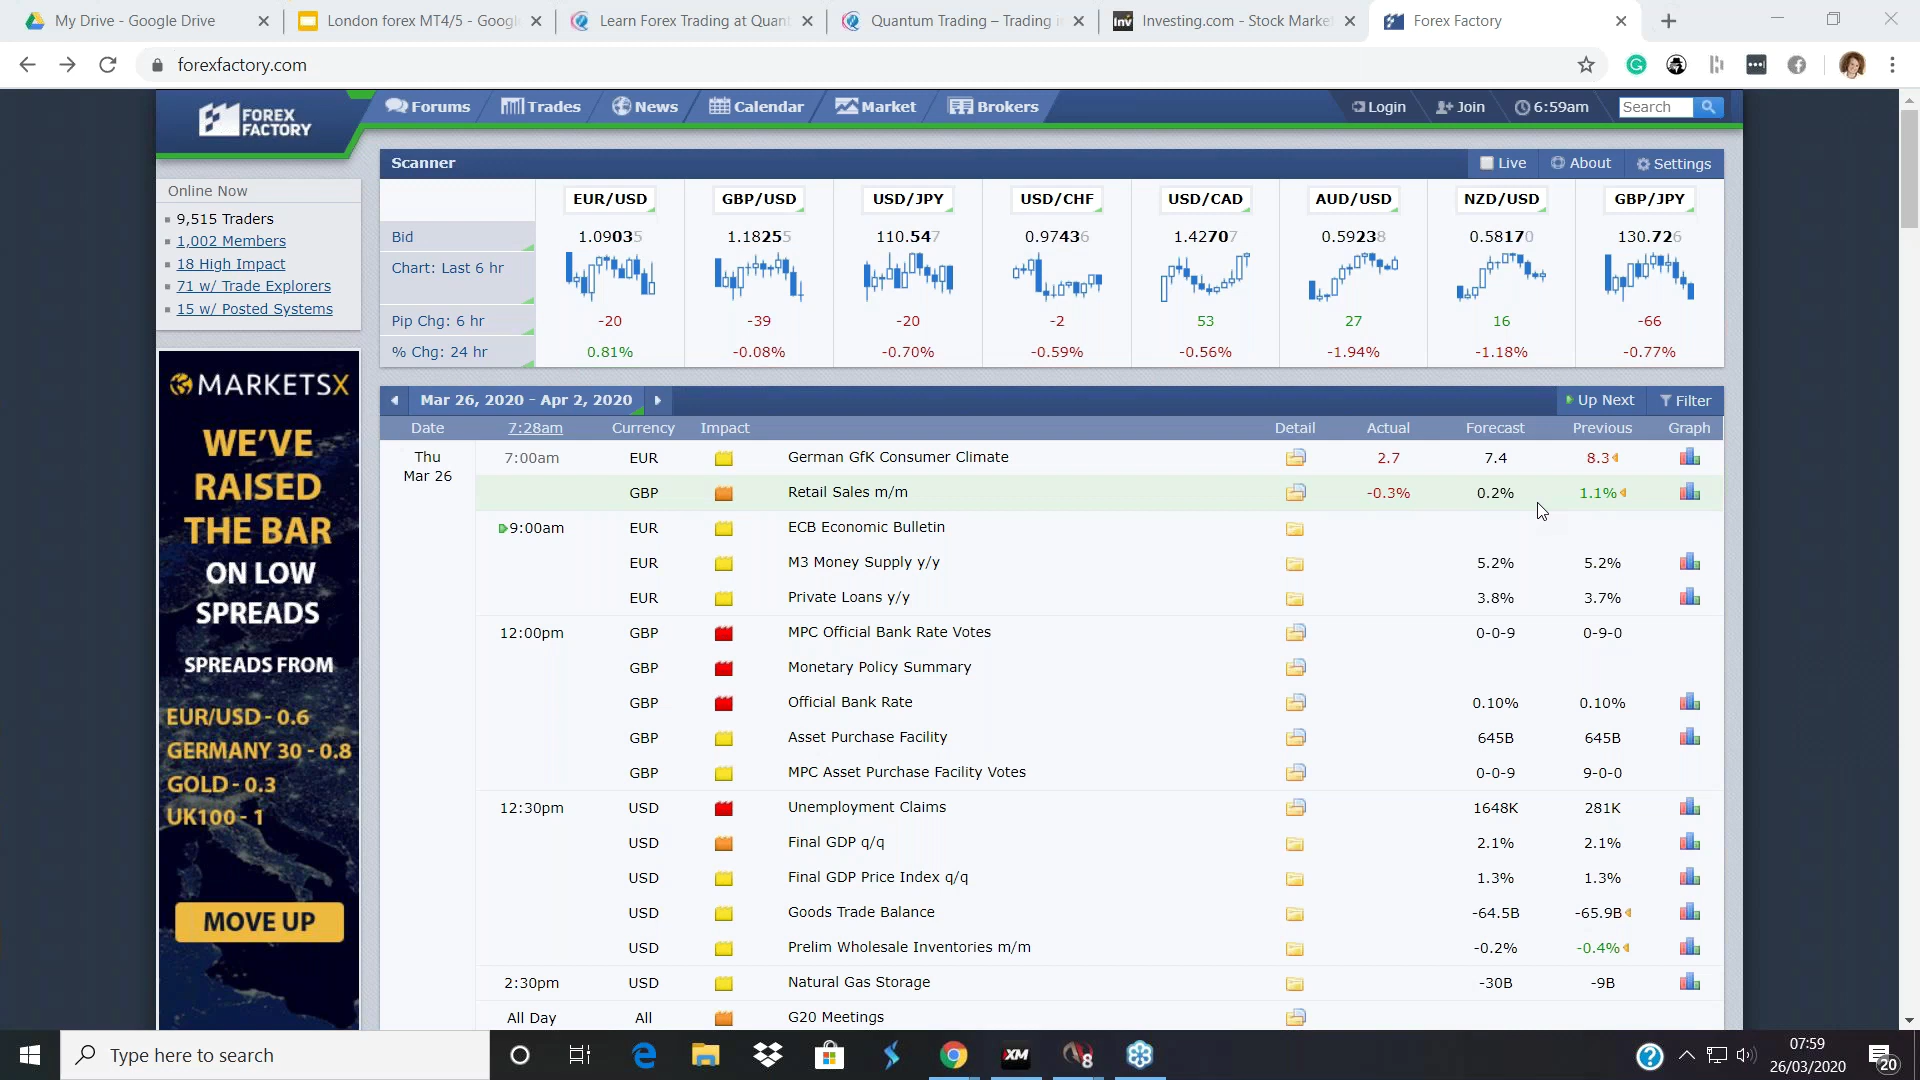 My Drive - Google Drive
London forex MT4/5 - Googl
Learn Forex Trading at Quant
Quantum Trading – Trading i
Inv Investing.com - Stock Marke
Forex Factory
forexfactory.com
FOREX FACTORY
Forums Trades News Calendar Market Brokers
Login Join 6:59am Search
Online Now
9,515 Traders
1,002 Members
18 High Impact
71 w/ Trade Explorers
15 w/ Posted Systems
MARKETSX
WE'VE
RAISED
THE BAR
ON LOW
SPREADS
SPREADS FROM
EUR/USD - 0.6
GERMANY 30 - 0.8
GOLD - 0.3
UK100 - 1
MOVE UP
Scanner Live About Settings
EUR/USD GBP/USD USD/JPY USD/CHF USD/CAD AUD/USD NZD/USD GBP/JPY
Bid 1.09035 1.18255 110.547 0.97436 1.42707 0.59238 0.58170 130.726
Chart: Last 6 hr
Pip Chg: 6 hr -20 -39 -20 -2 53 27 16 -66
% Chg: 24 hr 0.81% -0.08% -0.70% -0.59% -0.56% -1.94% -1.18% -0.77%
Mar 26, 2020 - Apr 2, 2020 Up Next Filter
Date 7:28am Currency Impact Detail Actual Forecast Previous Graph
Thu
Mar 26
7:00am EUR German GfK Consumer Climate 2.7 7.4 8.3
GBP Retail Sales m/m -0.3% 0.2% 1.1%
9:00am EUR ECB Economic Bulletin
EUR M3 Money Supply y/y 5.2% 5.2%
EUR Private Loans y/y 3.8% 3.7%
12:00pm GBP MPC Official Bank Rate Votes 0-0-9 0-9-0
GBP Monetary Policy Summary
GBP Official Bank Rate 0.10% 0.10%
GBP Asset Purchase Facility 645B 645B
GBP MPC Asset Purchase Facility Votes 0-0-9 9-0-0
12:30pm USD Unemployment Claims 1648K 281K
USD Final GDP q/q 2.1% 2.1%
USD Final GDP Price Index q/q 1.3% 1.3%
USD Goods Trade Balance -64.5B -65.9B
USD Prelim Wholesale Inventories m/m -0.2% -0.4%
2:30pm USD Natural Gas Storage -30B -9B
All Day All G20 Meetings
Type here to search
XM
8
07:59
26/03/2020
20